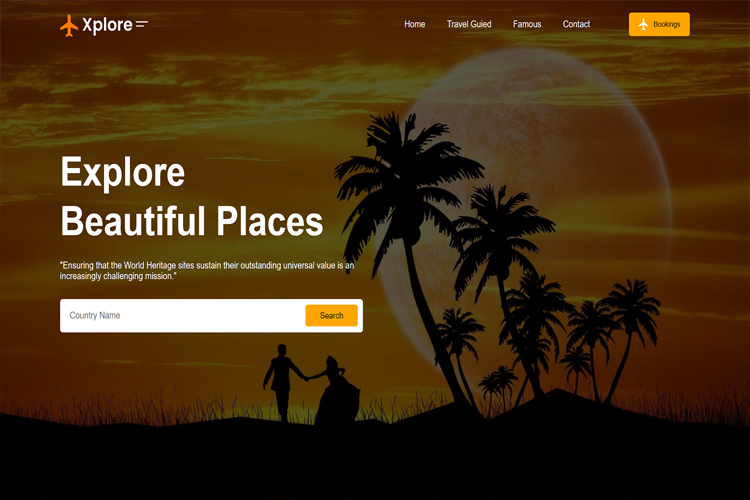 Xplore
Home Travel Guied Famous Contact Bookings
Explore
Beautiful Places
"Ensuring that the World Heritage sites sustain their outstanding universal value is an
increasingly challenging mission."
Country Name Search